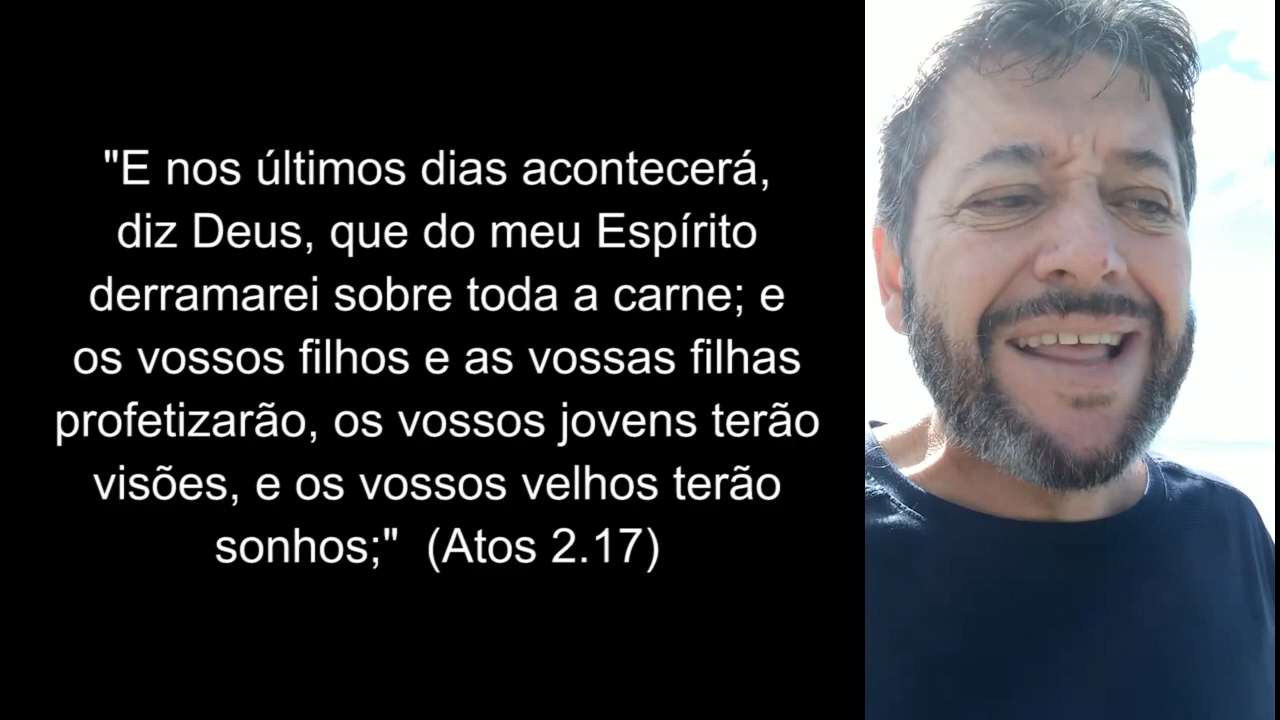 "E nos últimos dias acontecerá,
diz Deus, que do meu Espírito
derramarei sobre toda a carne; e
os vossos filhos e as vossas filhas
profetizarão, os vossos jovens terão
visões, e os vossos velhos terão
sonhos;"  (Atos 2.17)